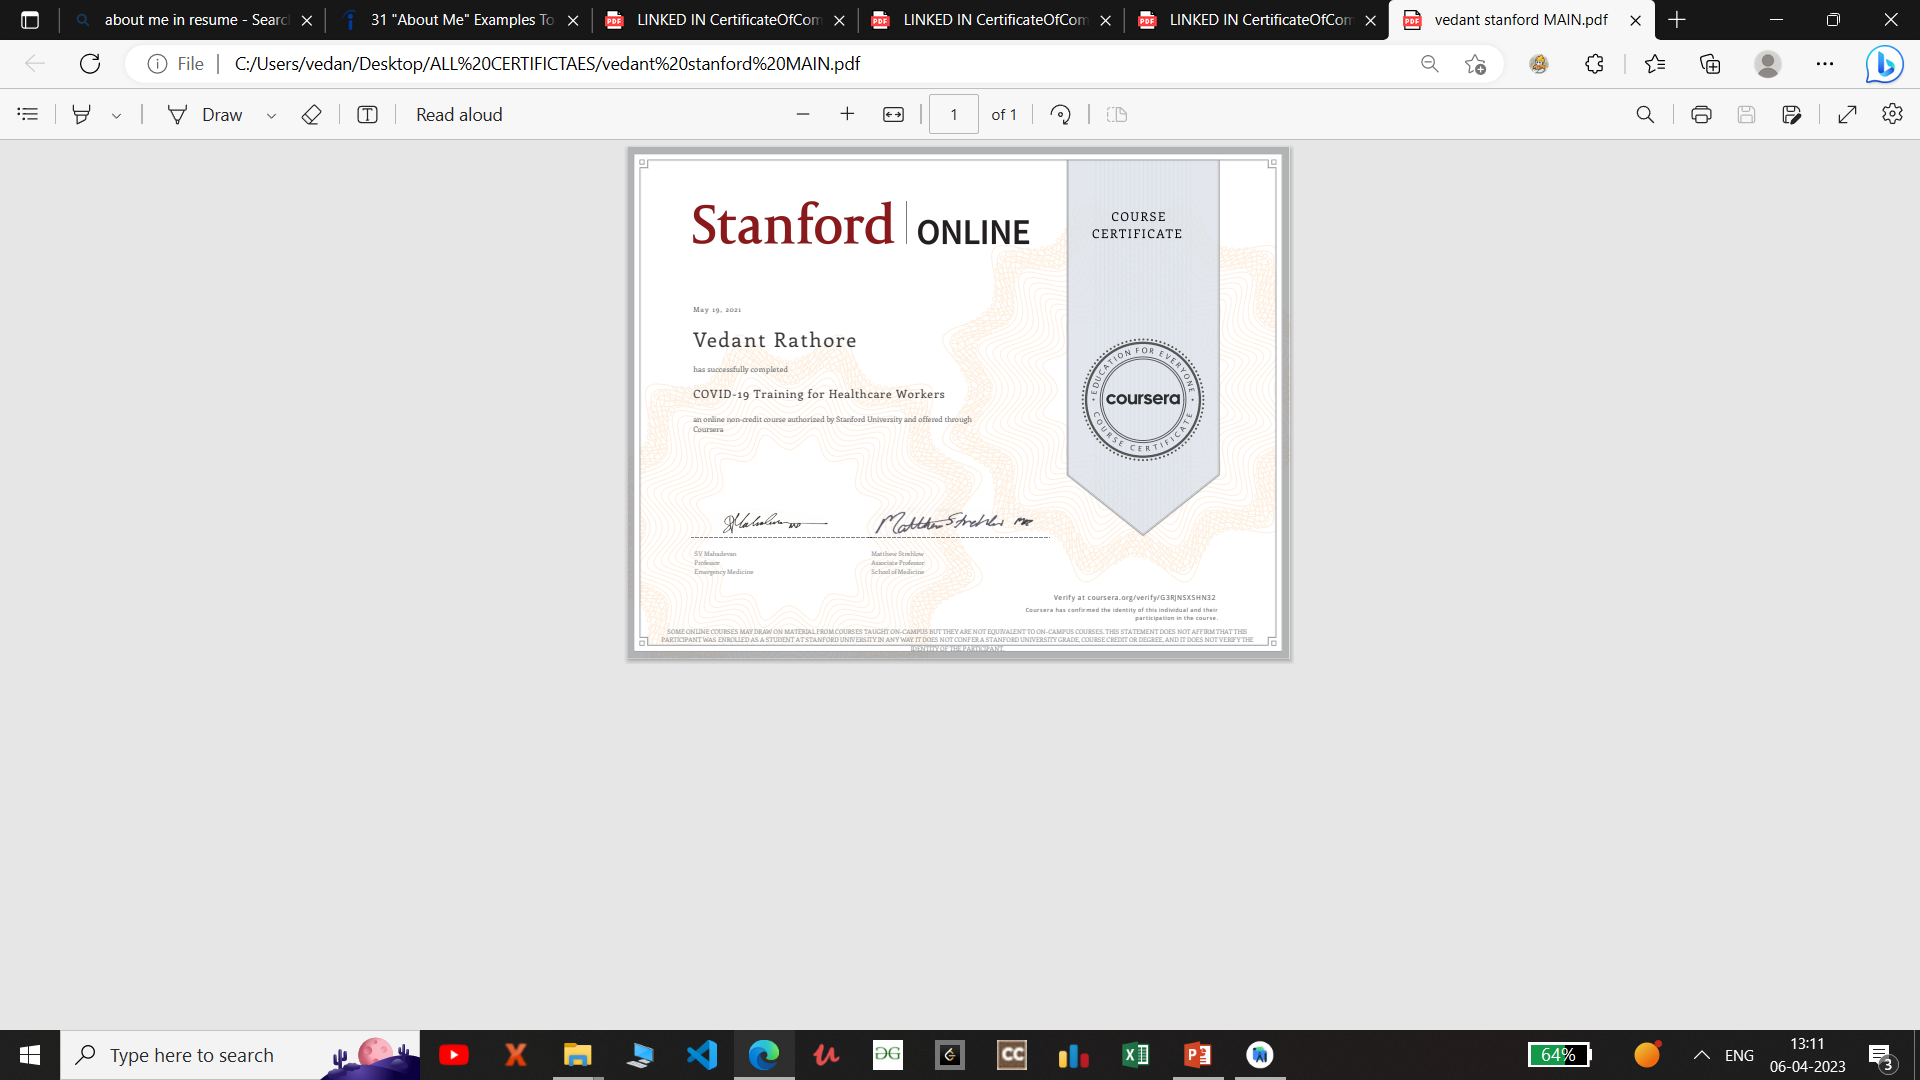 about me in resume - Searc
31 "About Me" Examples To
LINKED IN CertificateOfCom
LINKED IN CertificateOfCom
LINKED IN CertificateOfCom
vedant stanford MAIN.pdf
File
C:/Users/vedan/Desktop/ALL%20CERTIFICTAES/vedant%20stanford%20MAIN.pdf
Draw
Read aloud
1
of 1
Stanford ONLINE
COURSE
CERTIFICATE
May 19, 2021
Vedant Rathore
has successfully completed
COVID-19 Training for Healthcare Workers
an online non-credit course authorized by Stanford University and offered through
Coursera
EDUCATION FOR EVERYONE
coursera
COURSE CERTIFICATE
SV Mahadevan
Professor
Emergency Medicine
Matthew Strehlow
Associate Professor
School of Medicine
Verify at coursera.org/verify/G3RJNSXSHN32
Coursera has confirmed the identity of this individual and their
participation in the course.
SOME ONLINE COURSES MAY DRAW ON MATERIAL FROM COURSES TAUGHT ON-CAMPUS BUT THEY ARE NOT EQUIVALENT TO ON-CAMPUS COURSES. THIS STATEMENT DOES NOT AFFIRM THAT THIS
PARTICIPANT WAS ENROLLED AS A STUDENT AT STANFORD UNIVERSITY IN ANY WAY. IT DOES NOT CONFER A STANFORD UNIVERSITY GRADE, COURSE CREDIT OR DEGREE, AND IT DOES NOT VERIFY THE
IDENTITY OF THE PARTICIPANT.
Type here to search
CC
64%
ENG
13:11
06-04-2023
3